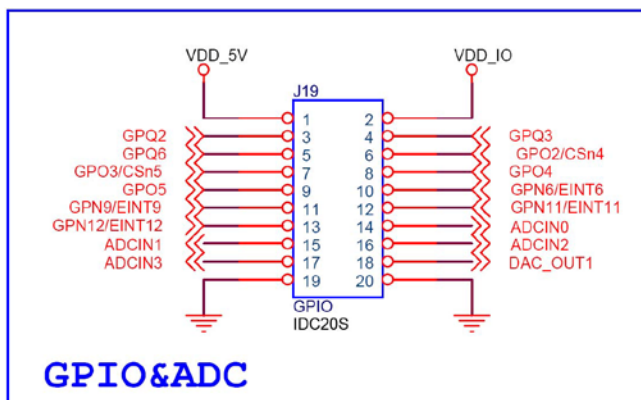 VDD_5V VDD_IO
J19
1 2
GPQ2 3 4 GPQ3
GPQ6 5 6 GPO2/CSn4
GPO3/CSn5 7 8 GPO4
GPO5 9 10 GPN6/EINT6
GPN9/EINT9 11 12 GPN11/EINT11
GPN12/EINT12 13 14 ADCIN0
ADCIN1 15 16 ADCIN2
ADCIN3 17 18 DAC_OUT1
19 20
GPIO
IDC20S
GPIO&ADC